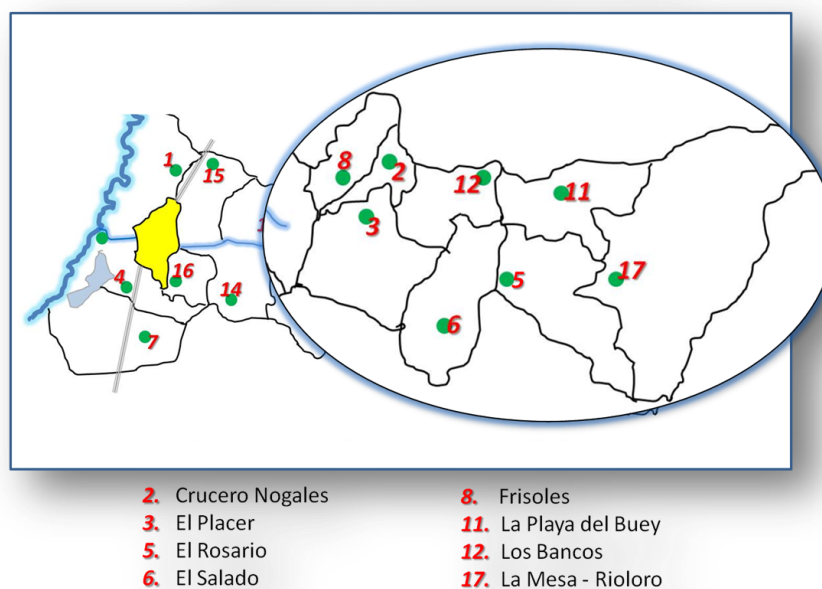 8
2
1
15
12
11
3
1
4
16
14
5
17
6
7
2. Crucero Nogales
3. El Placer
5. El Rosario
6. El Salado
8. Frisoles
11. La Playa del Buey
12. Los Bancos
17. La Mesa - Rioloro